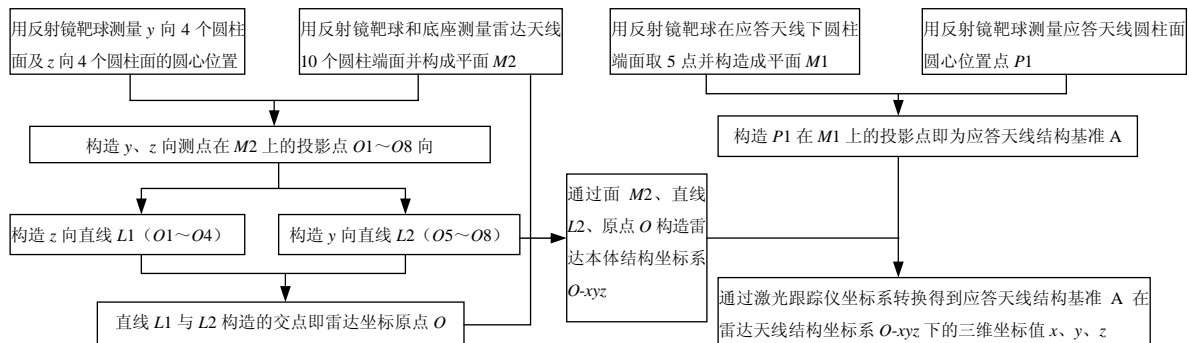 用反射镜靶球测量 y 向 4 个圆柱
面及 z 向 4 个圆柱面的圆心位置
用反射镜靶球和底座测量雷达天线
10 个圆柱端面并构成平面 M2
用反射镜靶球在应答天线下圆柱
端面取 5 点并构造成平面 M1
用反射镜靶球测量应答天线圆柱面
圆心位置点 P1
构造 y、z 向测点在 M2 上的投影点 O1～O8 向
构造 P1 在 M1 上的投影点即为应答天线结构基准 A
构造 z 向直线 L1（O1～O4）
构造 y 向直线 L2（O5～O8）
通过面 M2、直线
L2、原点 O 构造雷
达本体结构坐标系
O-xyz
直线 L1 与 L2 构造的交点即雷达坐标原点 O
通过激光跟踪仪坐标系转换得到应答天线结构基准 A 在
雷达天线结构坐标系 O-xyz 下的三维坐标值 x、y、z